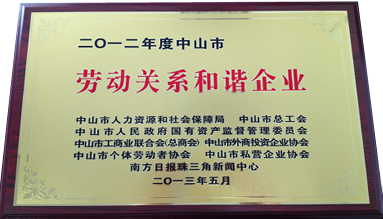 二〇一二年度中山市
劳动关系和谐企业
中山市人力资源和社会保障局 中山市总工会
中山市人民政府国有资产监督管理委员会
中山市工商业联合会(总商会) 中山市外商投资企业协会
中山市个体劳动者协会 中山市私营企业协会
南方日报珠三角新闻中心
二〇一三年五月